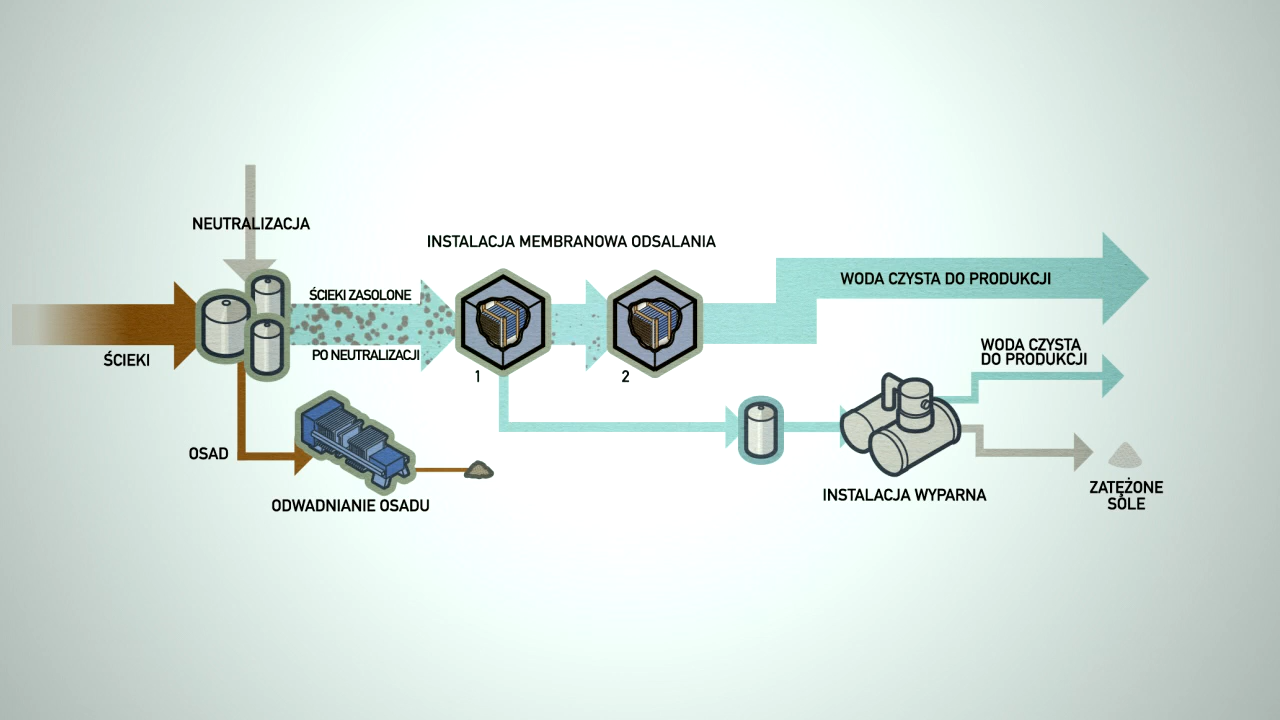 NEUTRALIZACJA
INSTALACJA MEMBRANOWA ODSALANIA
WODA CZYSTA DO PRODUKCJI
ŚCIEKI ZASOLONE
PO NEUTRALIZACJI
ŚCIEKI
1
2
WODA CZYSTA
DO PRODUKCJI
OSAD
ODWADNIANIE OSADU
INSTALACJA WYPARNA
ZATĘŻONE
SOLE